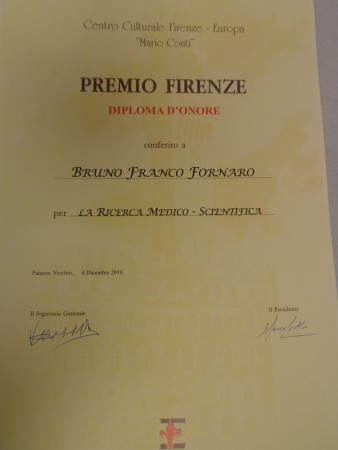 Centro Culturale Firenze - Europa
"Mario Conti"
PREMIO FIRENZE
DIPLOMA D'ONORE
conferito a
BRUNO FRANCO FORNARO
per LA RICERCA MEDICO - SCIENTIFICA
Palazzo Vecchio, 4 Dicembre 2010
Il Segretario Generale
Il Presidente